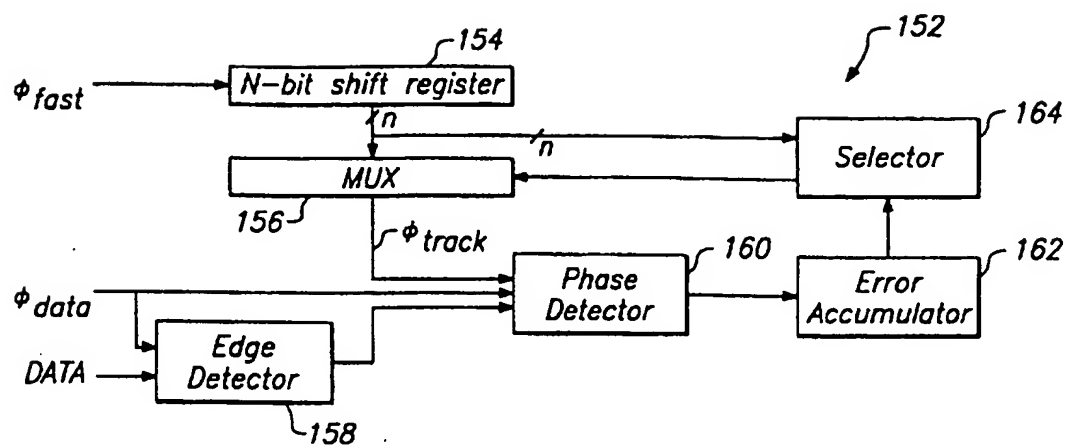 154
152
ϕfast
N-bit shift register
n
n
164
Selector
MUX
156
ϕtrack
160
162
Phase
Detector
Error
Accumulator
ϕdata
DATA
Edge
Detector
158